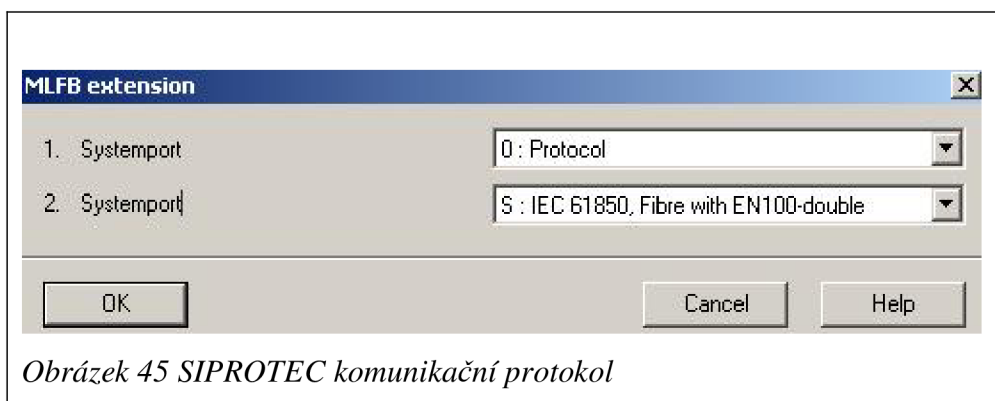 MLFB extension
1. Systemport 0 : Protocol
2. Systemport S : IEC 61850, Fibre with EN100-double
OK Cancel Help
Obrázek 45 SIPROTEC komunikační protokol